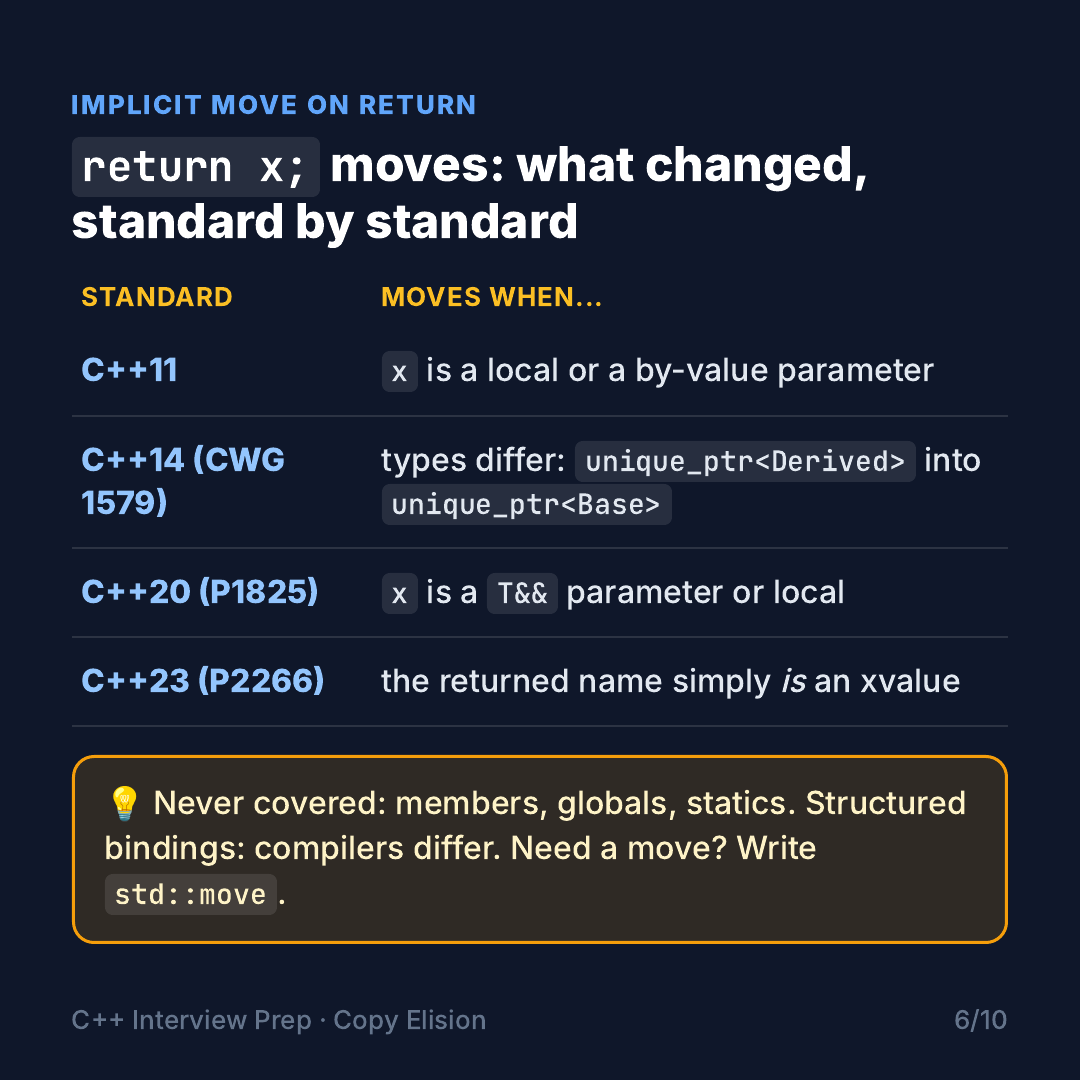 IMPLICIT MOVE ON RETURN
return x; moves: what changed,
standard by standard
STANDARD MOVES WHEN...
C++11 x is a local or a by-value parameter
C++14 (CWG
1579)
types differ: unique_ptr<Derived> into
unique_ptr<Base>
C++20 (P1825) x is a T&& parameter or local
C++23 (P2266) the returned name simply is an xvalue
💡 Never covered: members, globals, statics. Structured
bindings: compilers differ. Need a move? Write
std::move.
C++ Interview Prep · Copy Elision 6/10